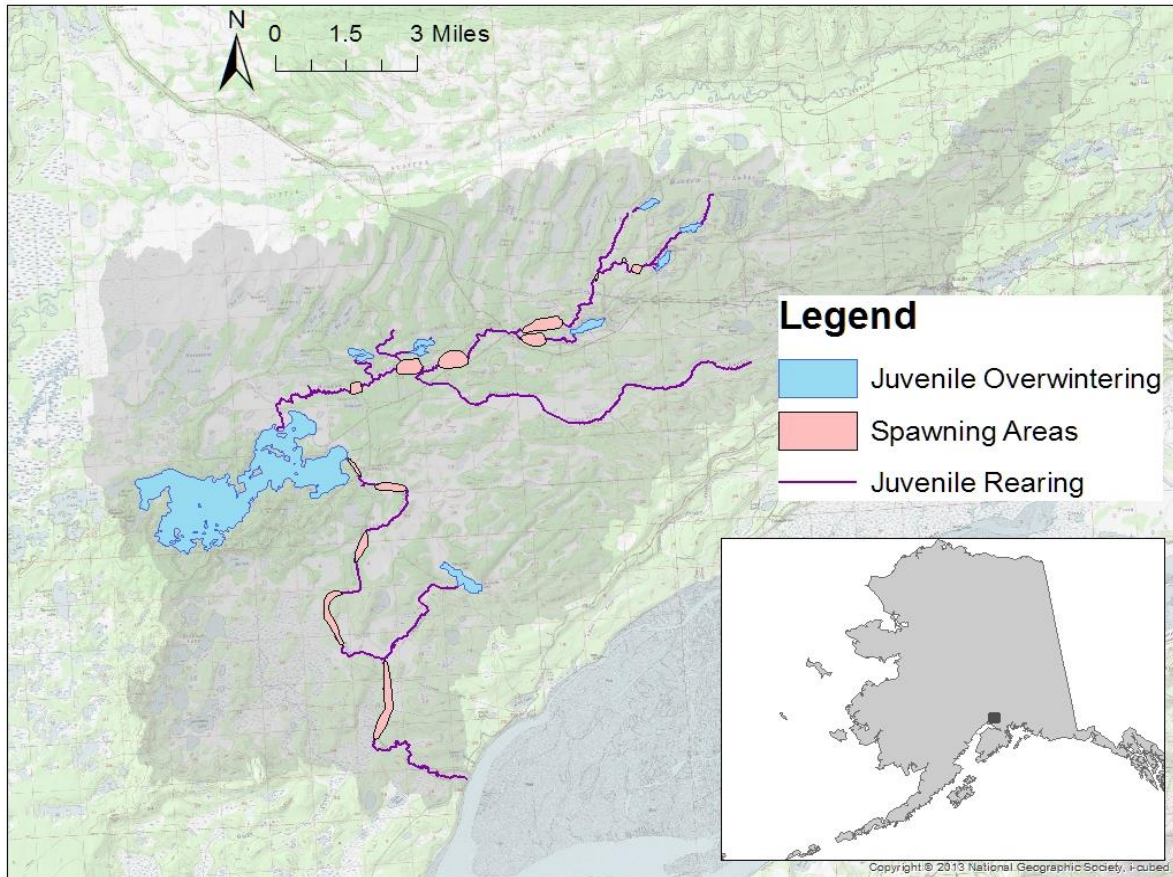 N
0 1.5 3 Miles
Legend
Juvenile Overwintering
Spawning Areas
Juvenile Rearing
Copyright © 2013 National Geographic Society, i-cubed